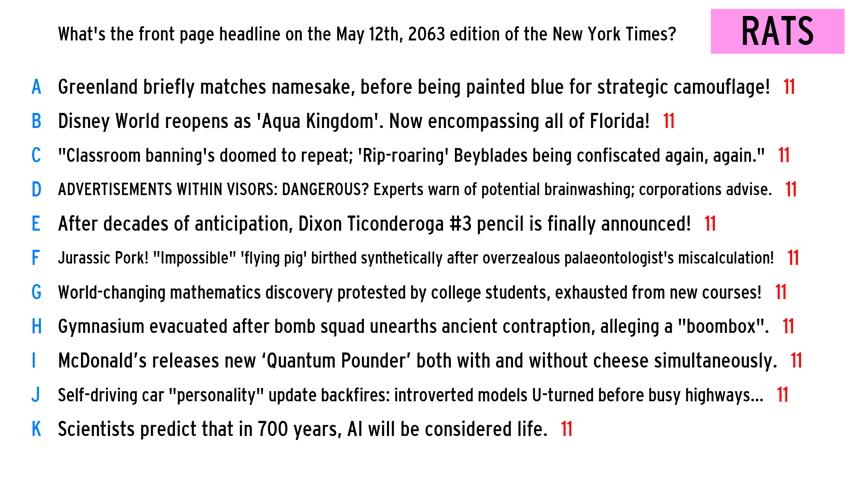 What's the front page headline on the May 12th, 2063 edition of the New York Times?
RATS
A Greenland briefly matches namesake, before being painted blue for strategic camouflage! 11
B Disney World reopens as 'Aqua Kingdom'. Now encompassing all of Florida! 11
C "Classroom banning's doomed to repeat; 'Rip-roaring' Beyblades being confiscated again, again." 11
D ADVERTISEMENTS WITHIN VISORS: DANGEROUS? Experts warn of potential brainwashing; corporations advise. 11
E After decades of anticipation, Dixon Ticonderoga #3 pencil is finally announced! 11
F Jurassic Pork! "Impossible" 'flying pig' birthed synthetically after overzealous palaeontologist's miscalculation! 11
G World-changing mathematics discovery protested by college students, exhausted from new courses! 11
H Gymnasium evacuated after bomb squad unearths ancient contraption, alleging a "boombox". 11
I McDonald’s releases new ‘Quantum Pounder’ both with and without cheese simultaneously. 11
J Self-driving car "personality" update backfires: introverted models U-turned before busy highways... 11
K Scientists predict that in 700 years, AI will be considered life. 11